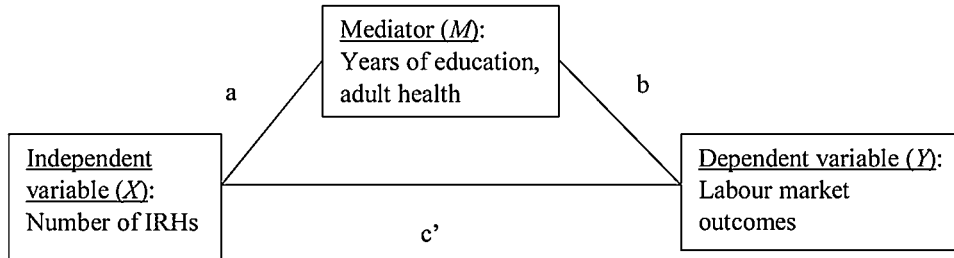 Mediator (M):
Years of education,
adult health
a
b
Independent
variable (X):
Number of IRHs
Dependent variable (Y):
Labour market
outcomes
c’